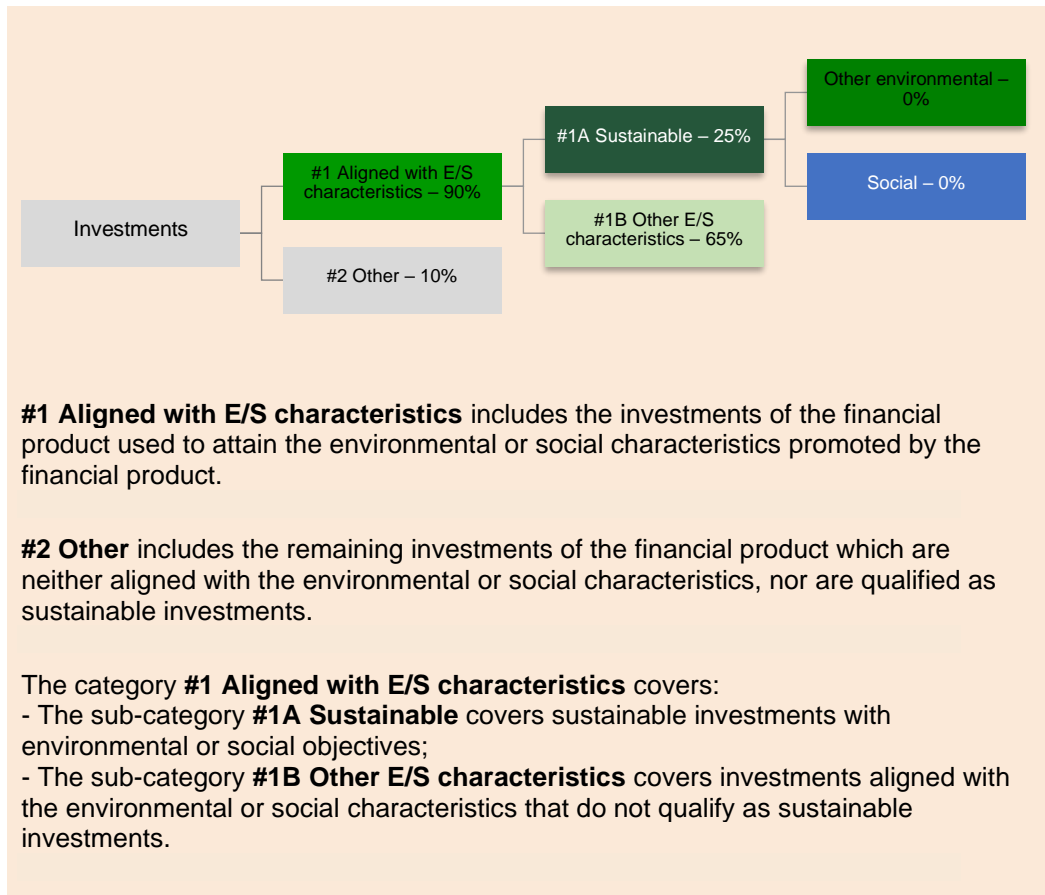 Other environmental –
0%
#1A Sustainable – 25%
#1 Aligned with E/S
characteristics – 90%
Social – 0%
Investments
#1B Other E/S
characteristics – 65%
#2 Other – 10%
#1 Aligned with E/S characteristics includes the investments of the financial
product used to attain the environmental or social characteristics promoted by the
financial product.
#2 Other includes the remaining investments of the financial product which are
neither aligned with the environmental or social characteristics, nor are qualified as
sustainable investments.
The category #1 Aligned with E/S characteristics covers:
- The sub-category #1A Sustainable covers sustainable investments with
environmental or social objectives;
- The sub-category #1B Other E/S characteristics covers investments aligned with
the environmental or social characteristics that do not qualify as sustainable
investments.